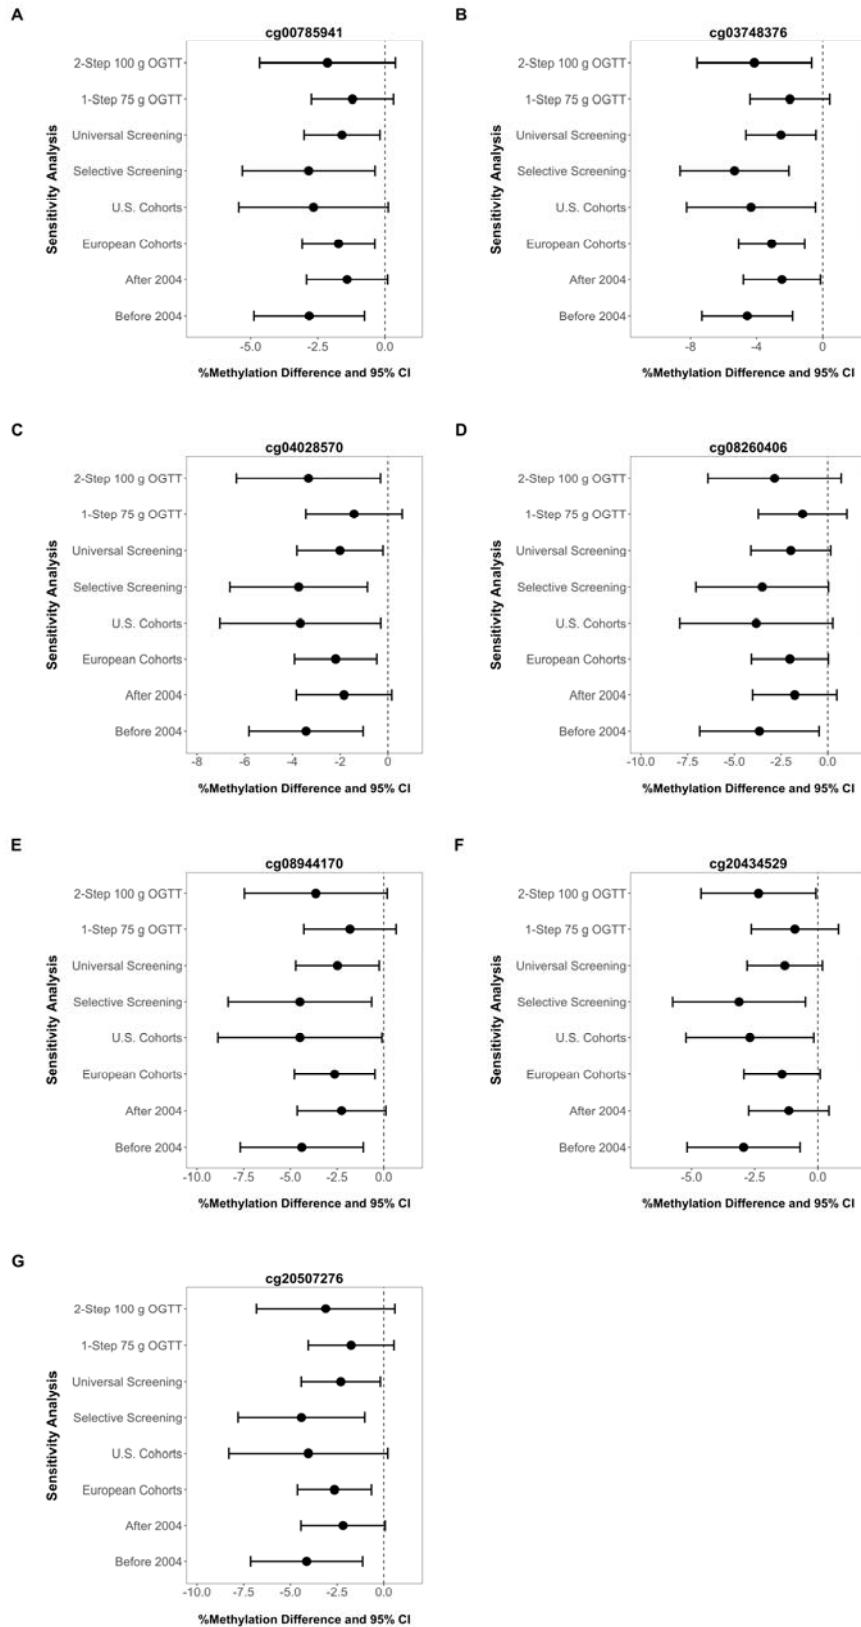 A
cg00785941
Sensitivity Analysis
2-Step 100 g OGTT
1-Step 75 g OGTT
Universal Screening
Selective Screening
U.S. Cohorts
European Cohorts
After 2004
Before 2004
-5.0 -2.5 0.0
%Methylation Difference and 95% CI
B
cg03748376
Sensitivity Analysis
2-Step 100 g OGTT
1-Step 75 g OGTT
Universal Screening
Selective Screening
U.S. Cohorts
European Cohorts
After 2004
Before 2004
-8 -4 0
%Methylation Difference and 95% CI
C
cg04028570
Sensitivity Analysis
2-Step 100 g OGTT
1-Step 75 g OGTT
Universal Screening
Selective Screening
U.S. Cohorts
European Cohorts
After 2004
Before 2004
-8 -6 -4 -2 0
%Methylation Difference and 95% CI
D
cg08260406
Sensitivity Analysis
2-Step 100 g OGTT
1-Step 75 g OGTT
Universal Screening
Selective Screening
U.S. Cohorts
European Cohorts
After 2004
Before 2004
-10.0 -7.5 -5.0 -2.5 0.0
%Methylation Difference and 95% CI
E
cg08944170
Sensitivity Analysis
2-Step 100 g OGTT
1-Step 75 g OGTT
Universal Screening
Selective Screening
U.S. Cohorts
European Cohorts
After 2004
Before 2004
-10.0 -7.5 -5.0 -2.5 0.0
%Methylation Difference and 95% CI
F
cg20434529
Sensitivity Analysis
2-Step 100 g OGTT
1-Step 75 g OGTT
Universal Screening
Selective Screening
U.S. Cohorts
European Cohorts
After 2004
Before 2004
-5.0 -2.5 0.0
%Methylation Difference and 95% CI
G
cg20507276
Sensitivity Analysis
2-Step 100 g OGTT
1-Step 75 g OGTT
Universal Screening
Selective Screening
U.S. Cohorts
European Cohorts
After 2004
Before 2004
-10.0 -7.5 -5.0 -2.5 0.0
%Methylation Difference and 95% CI